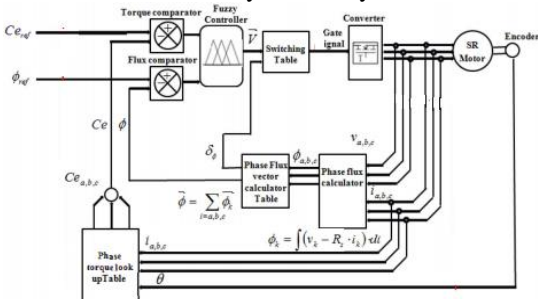 Torque comparator
Fuzzy
Controller
Converter
Encoder
Ce_ref
V
Switching
Table
Gate
ignal
SR
Motor
Flux comparator
ϕ_ref
Ce
ϕ
v_a,b,c
δ_ϕ
ϕ_a,b,c
Phase Flux
vector
calculator
Table
Phase flux
calculator
i_a,b,c
Ce_a,b,c
ϕ = ∑ ϕ_k
i=a,b,c
ϕ_k = ∫(v_k − R_s · i_k)·dt
Phase
torque look
upTable
i_a,b,c
θ